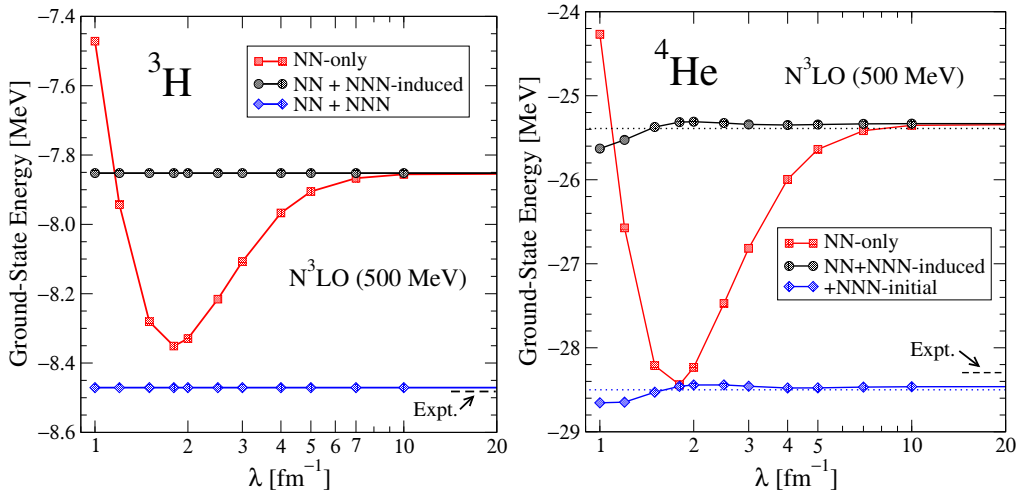 ³H
NN-only
NN + NNN-induced
NN + NNN
N³LO (500 MeV)
Expt.
Ground-State Energy [MeV]
-7.4
-7.6
-7.8
-8.0
-8.2
-8.4
-8.6
1
2
3
4
5
6
7
10
20
λ [fm⁻¹]
⁴He
N³LO (500 MeV)
NN-only
NN+NNN-induced
+NNN-initial
Expt.
Ground-State Energy [MeV]
-24
-25
-26
-27
-28
-29
1
2
3
4
5
10
20
λ [fm⁻¹]